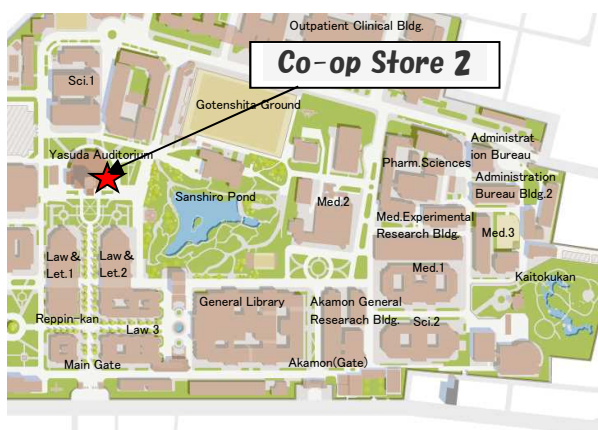 Outpatient Clinical Bldg.
Co-op Store 2
Sci.1
Gotenshita Ground
Yasuda Auditorium
Administrat
ion Bureau
Pharm.Sciences
Administration
Bureau Bldg.2
Sanshiro Pond
Med.2
Med.Experimental
Research Bldg.
Med.3
Law &
Let.1
Law &
Let.2
Med.1
Kaitokukan
General Library
Akamon General
Researach Bldg.
Reppin-kan
Law 3
Sci.2
Main Gate
Akamon(Gate)